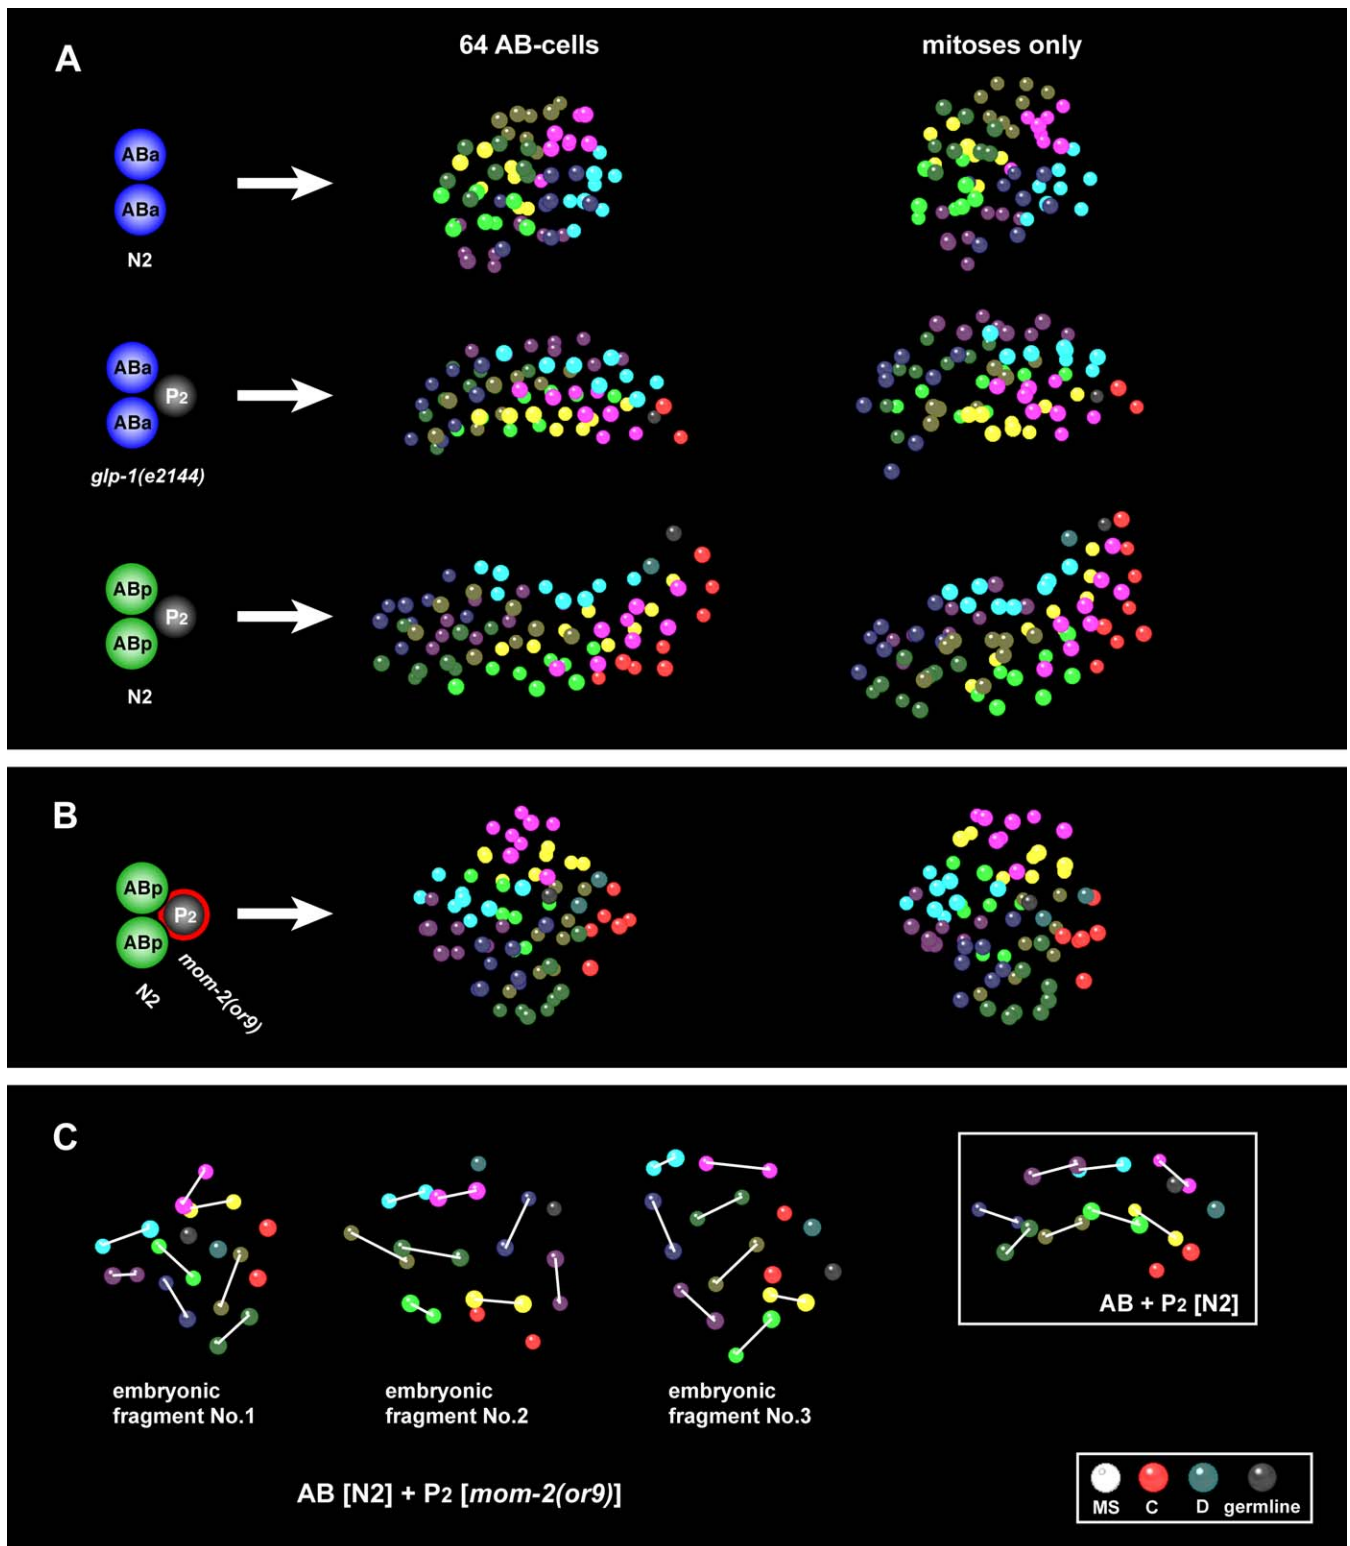 A
64 AB-cells
mitoses only
ABa
ABa
N2
ABa
P2
ABa
glp-1(e2144)
ABp
P2
ABp
N2
B
ABp
P2
ABp
N2
mom-2(or9)
C
AB + P2 [N2]
embryonic
fragment No.1
embryonic
fragment No.2
embryonic
fragment No.3
AB [N2] + P2 [mom-2(or9)]
MS C D germline